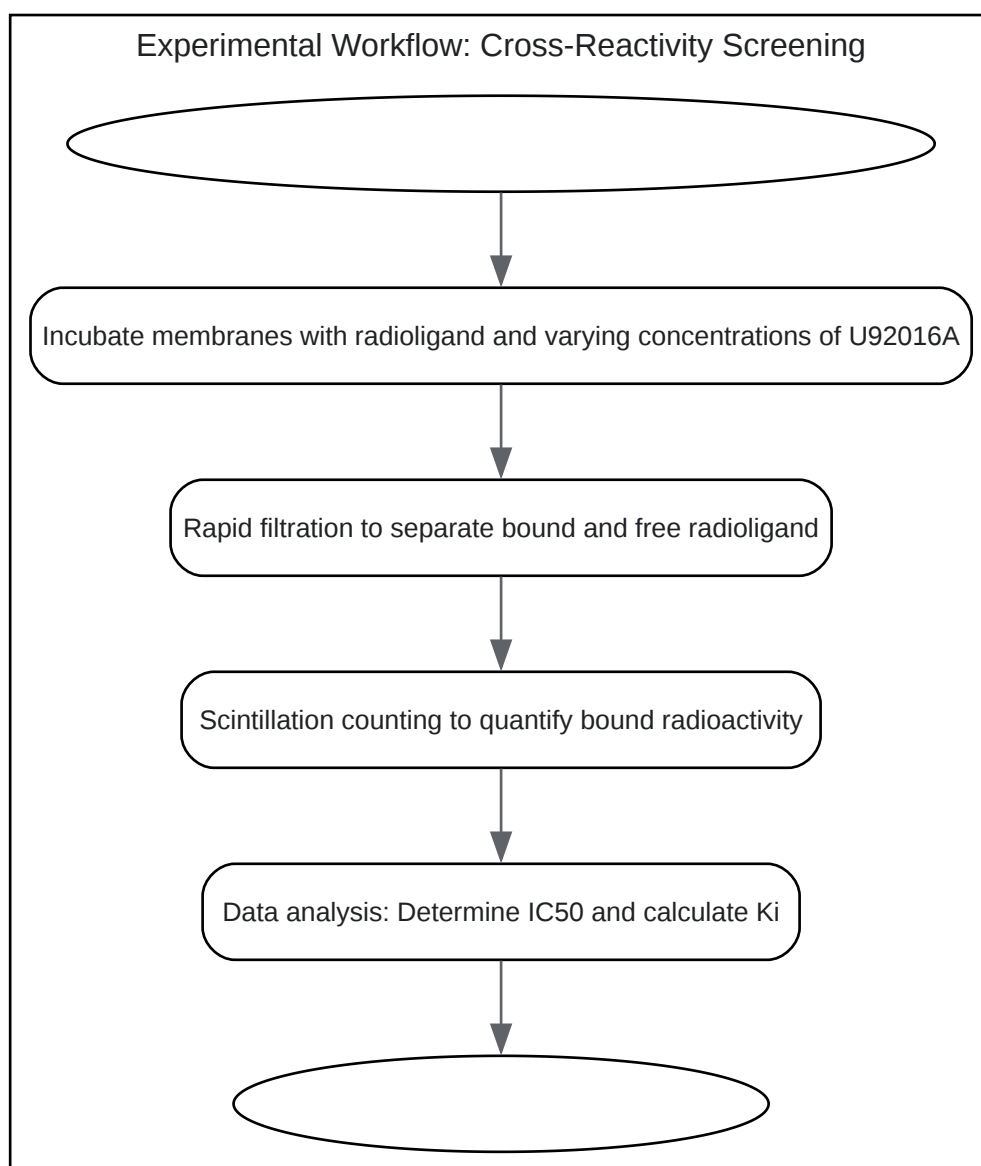 Experimental Workflow: Cross-Reactivity Screening
Incubate membranes with radioligand and varying concentrations of U92016A
Rapid filtration to separate bound and free radioligand
Scintillation counting to quantify bound radioactivity
Data analysis: Determine IC50 and calculate Ki